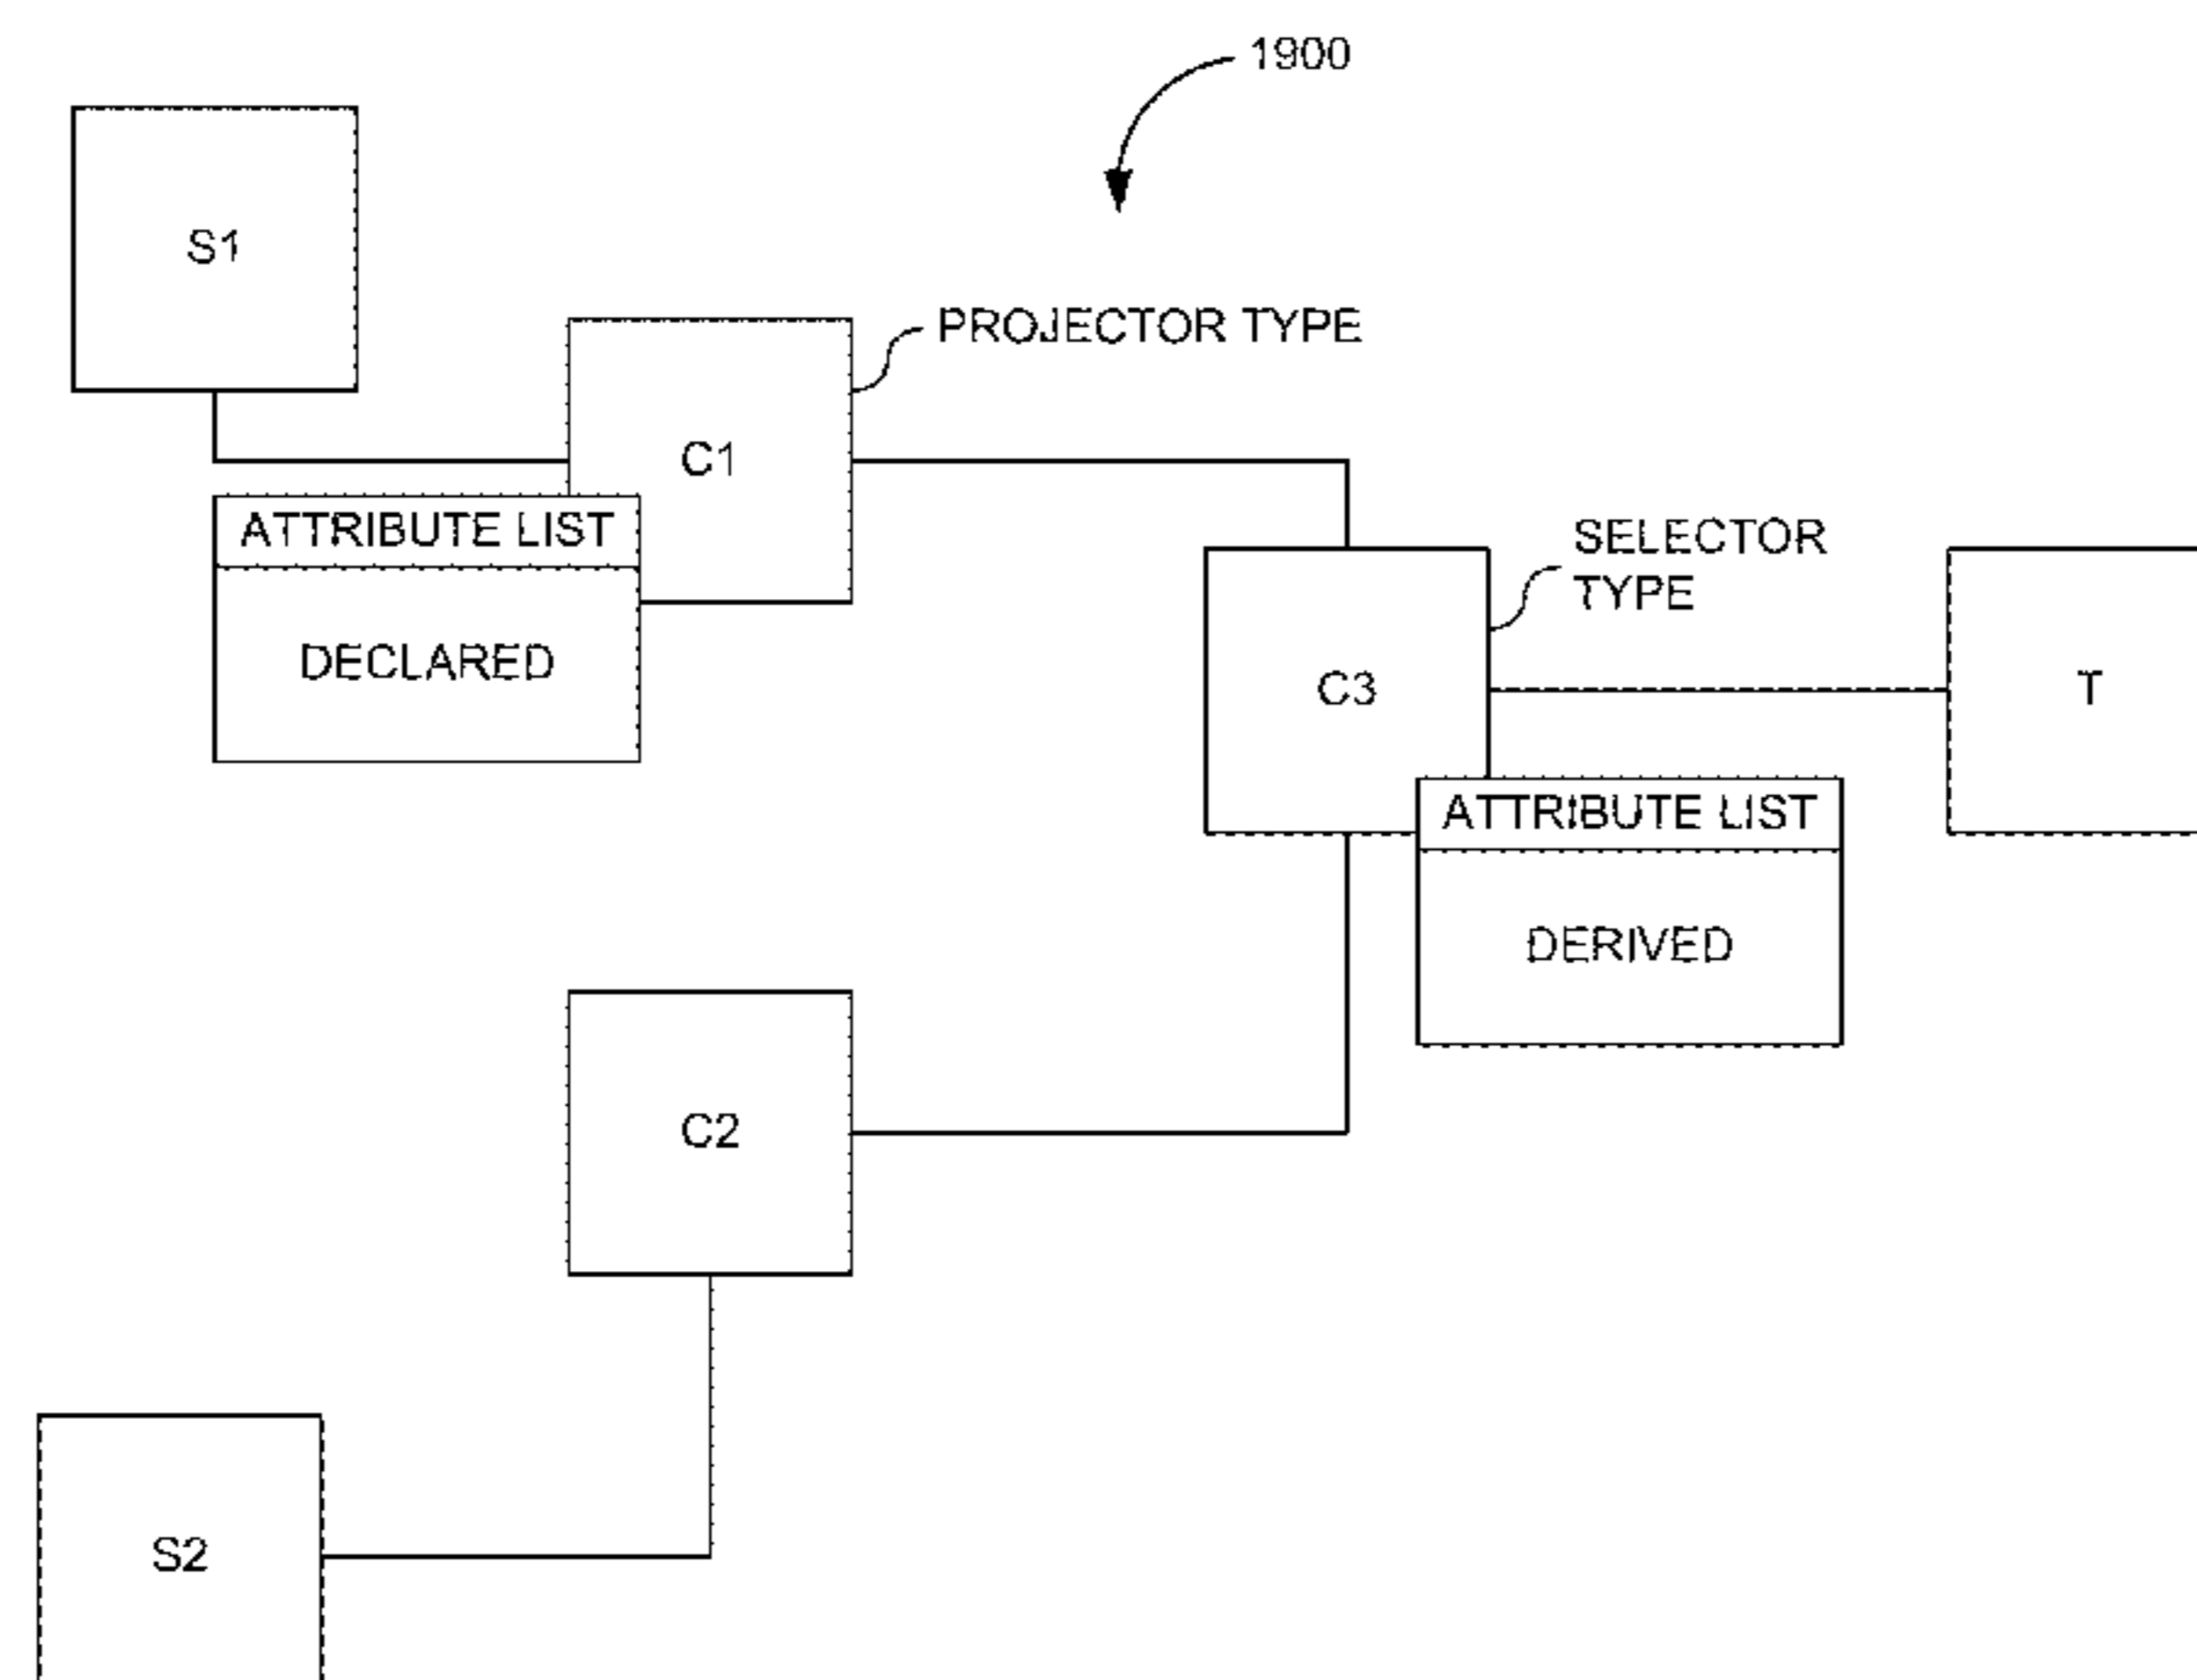 1900
S1
PROJECTOR TYPE
C1
ATTRIBUTE LIST
DECLARED
SELECTOR
TYPE
C3
T
ATTRIBUTE LIST
DERIVED
C2
S2